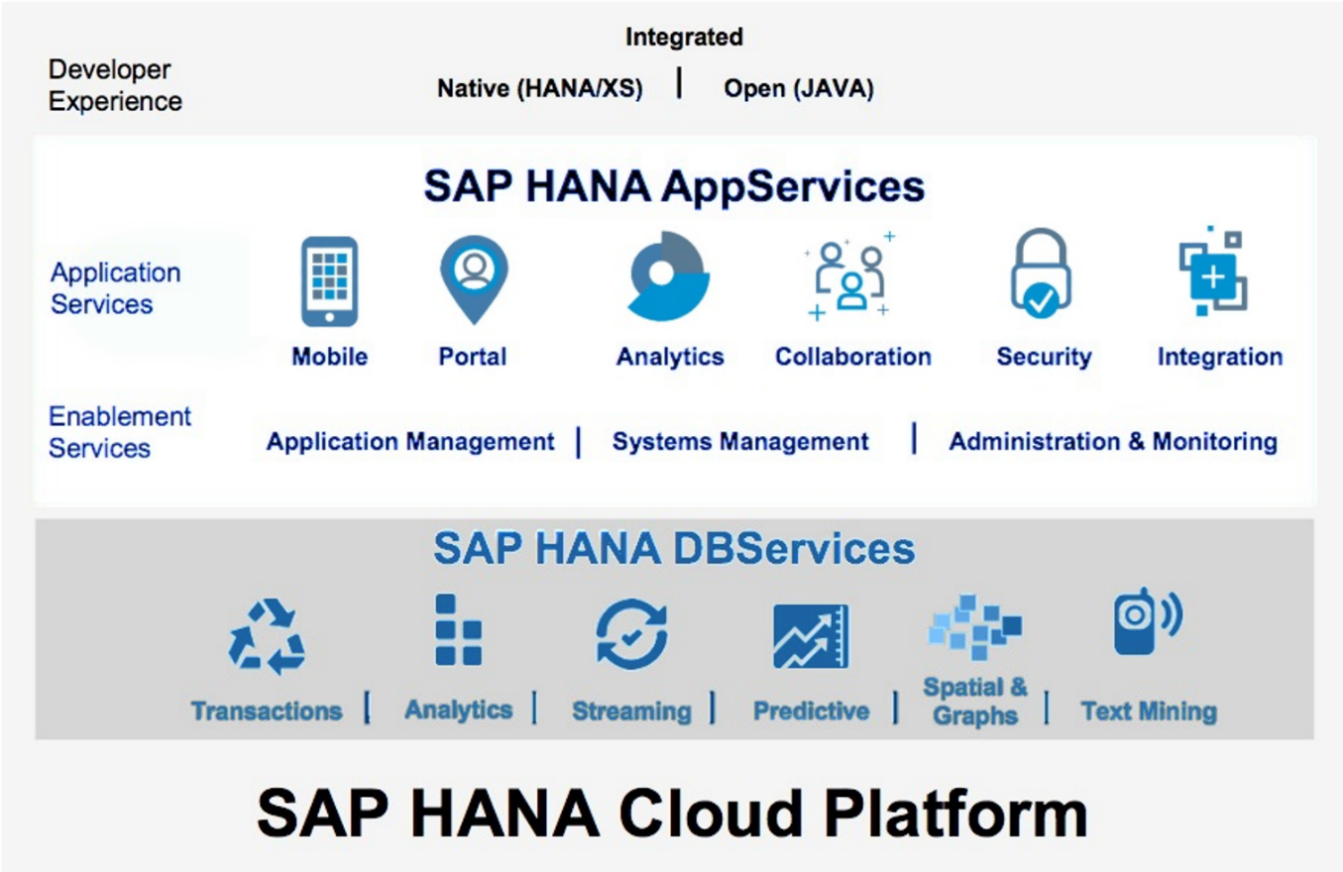 Integrated
Developer
Experience
Native (HANA/XS) | Open (JAVA)
SAP HANA AppServices
Application
Services
Mobile Portal Analytics Collaboration Security Integration
Enablement
Services
Application Management | Systems Management | Administration & Monitoring
SAP HANA DBServices
Transactions | Analytics | Streaming | Predictive | Spatial & Graphs | Text Mining
SAP HANA Cloud Platform